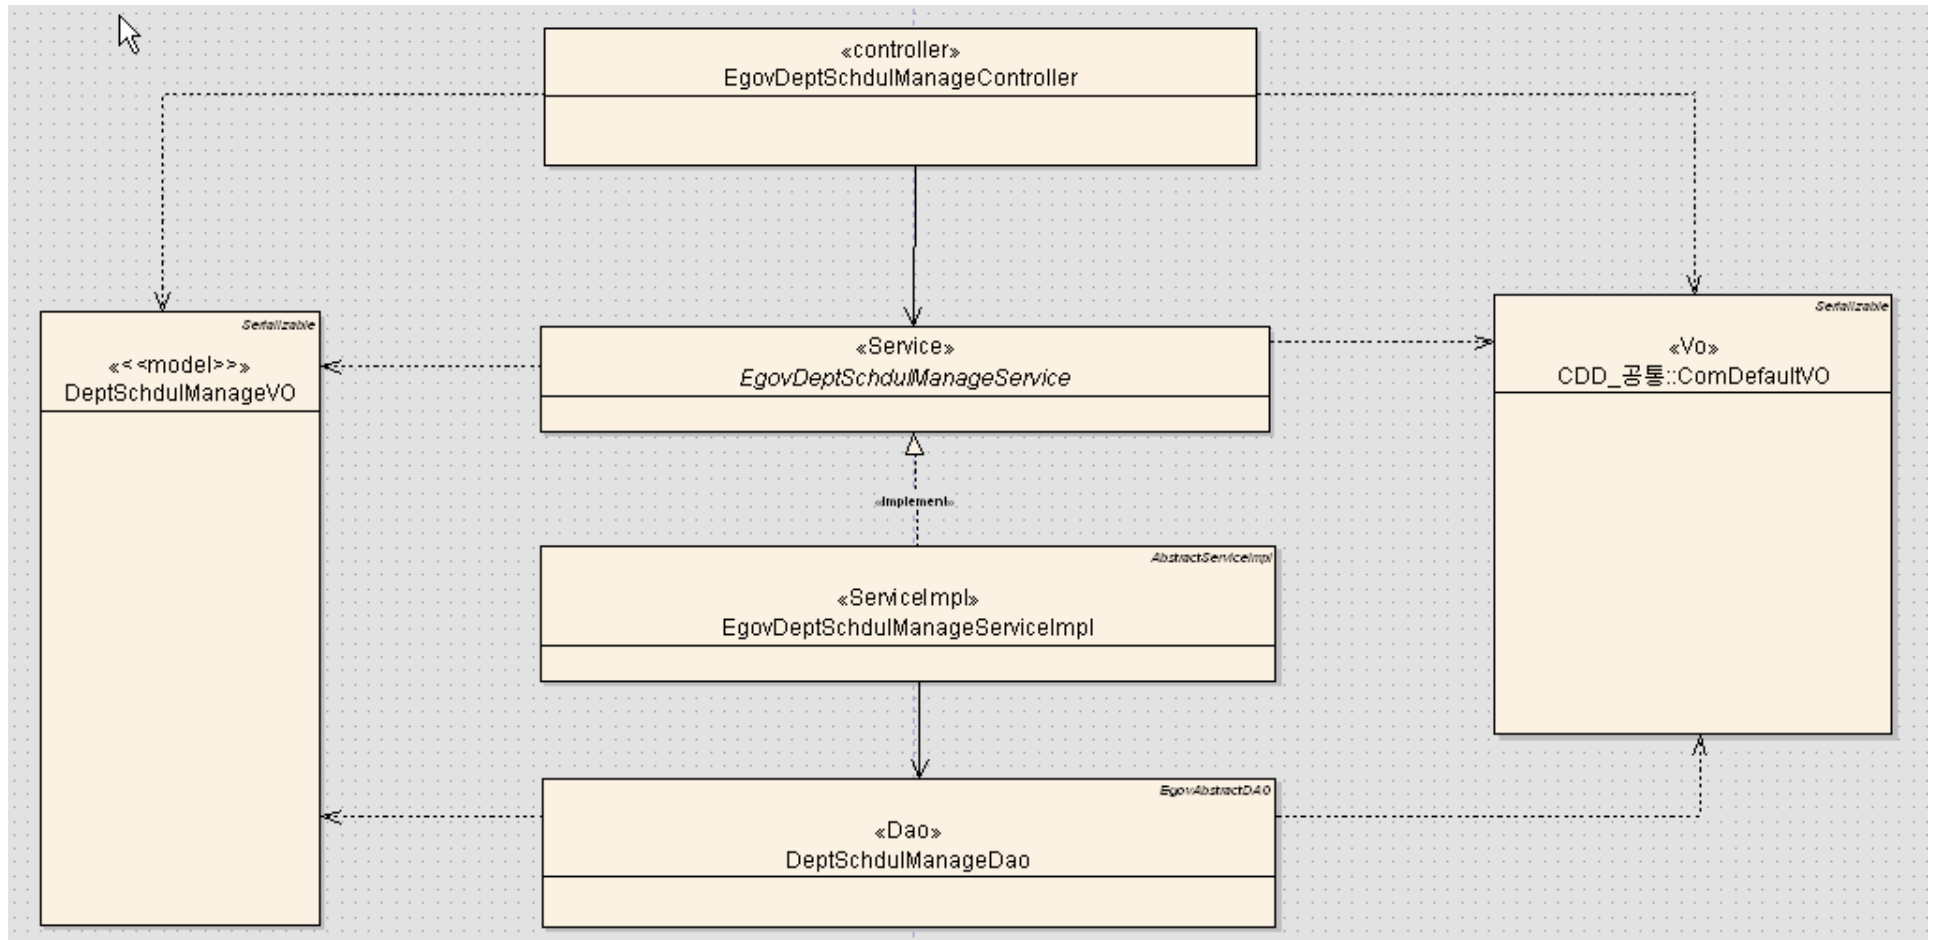 «controller»
EgovDeptSchdulManageController
Serializable
«<<model>>»
DeptSchdulManageVO
«Service»
EgovDeptSchdulManageService
Serializable
«Vo»
CDD_공통::ComDefaultVO
«Implement»
AbstractServiceImpl
«ServiceImpl»
EgovDeptSchdulManageServiceImpl
EgovAbstractDAO
«Dao»
DeptSchdulManageDao